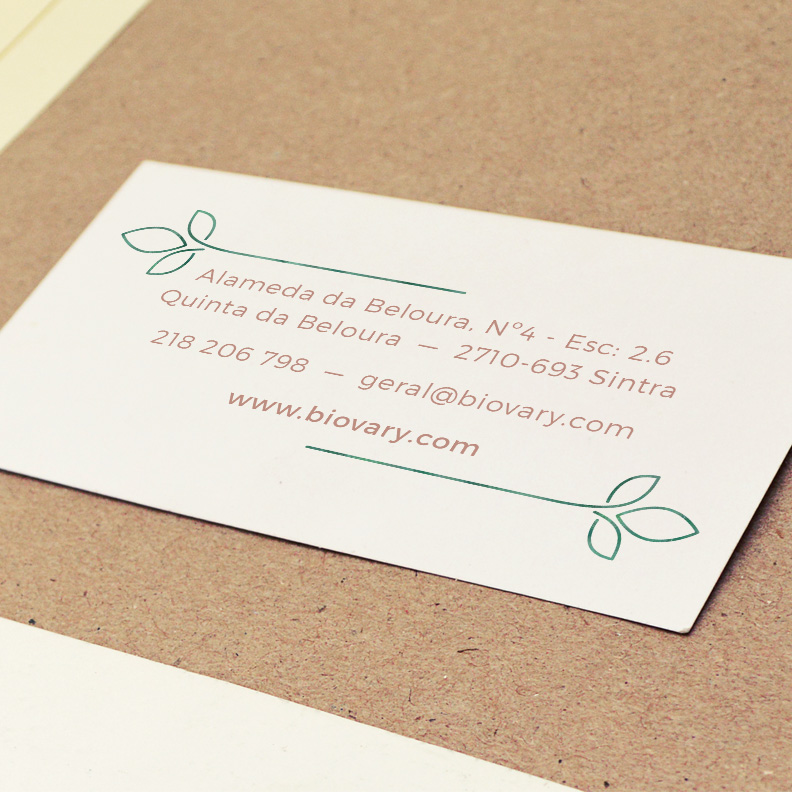 Alameda da Beloura, Nº4 - Esc: 2.6
Quinta da Beloura — 2710-693 Sintra
218 206 798 — geral@biovary.com
www.biovary.com